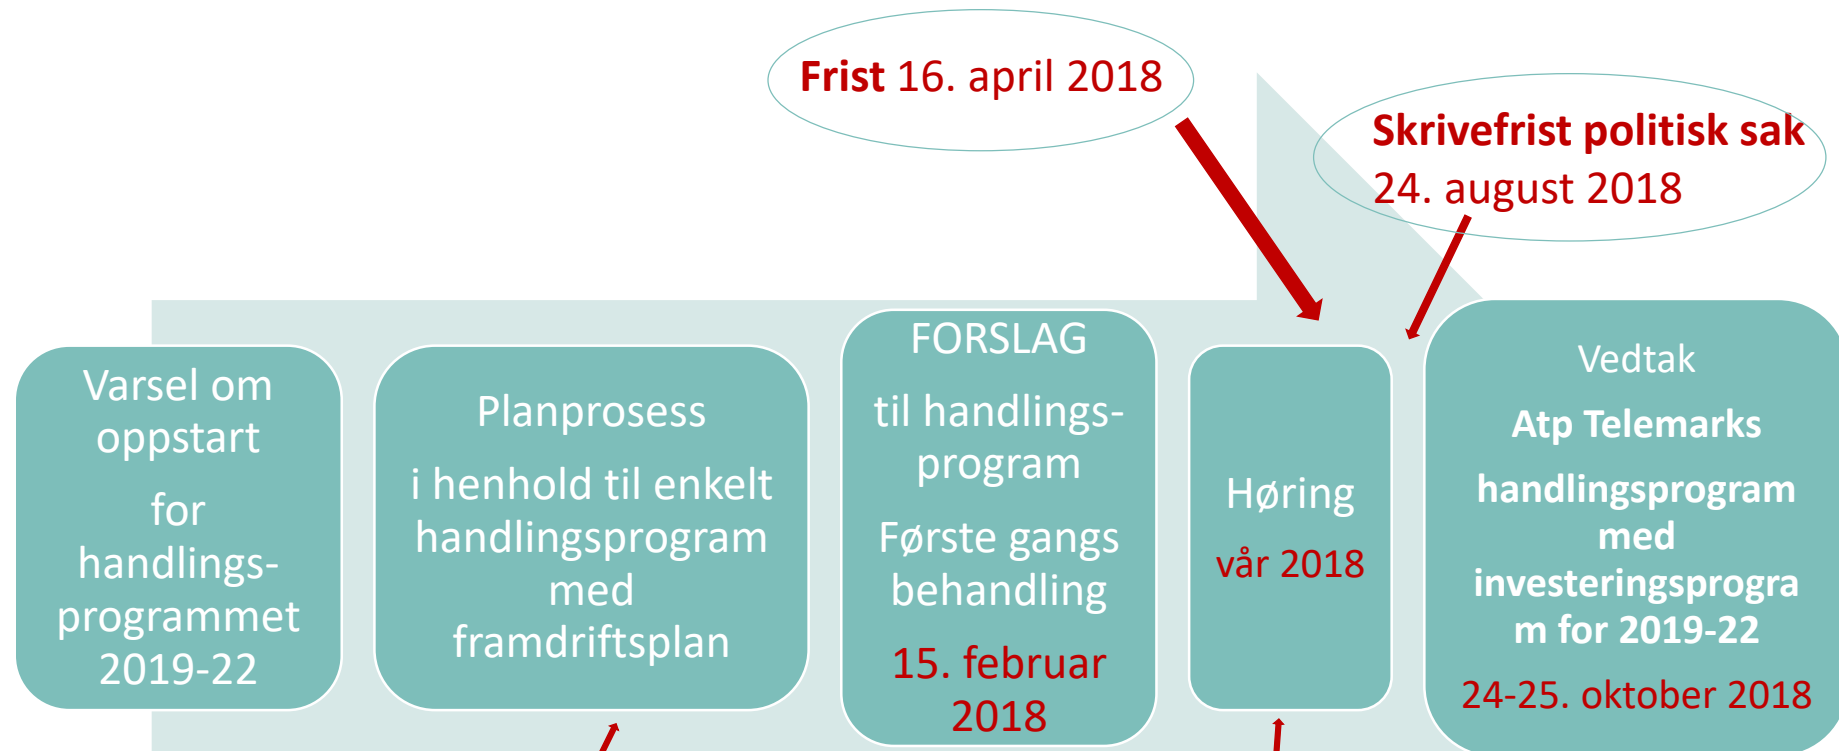 Frist 16. april 2018
Skrivefrist politisk sak
24. august 2018
Varsel om
oppstart
for
handlings-
programmet
2019-22
Planprosess
i henhold til enkelt
handlingsprogram
med
framdriftsplan
FORSLAG
til handlings-
program
Første gangs
behandling
15. februar
2018
Høring
vår 2018
Vedtak
Atp Telemarks
handlingsprogram
med
investeringsprogra
m for 2019-22
24-25. oktober 2018